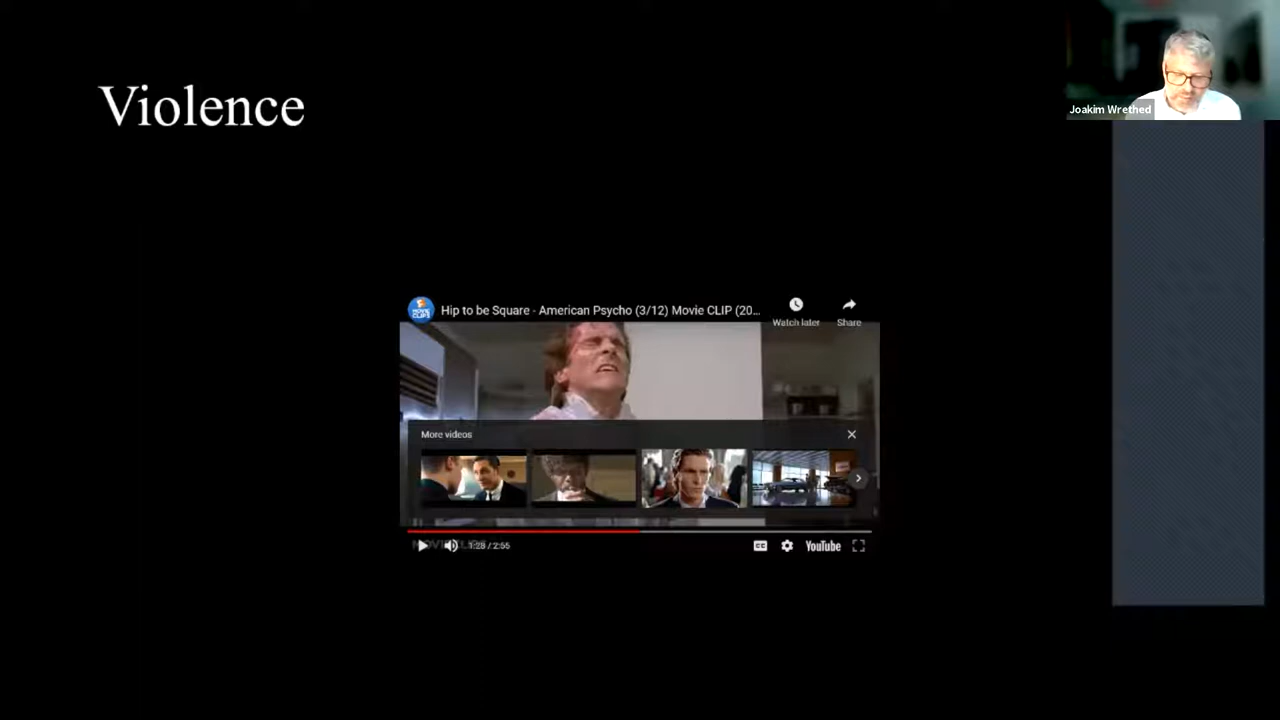 Violence
Joakim Wrethed
Hip to be Square - American Psycho (3/12) Movie CLIP (20...
Watch later
Share
More videos
1:28 / 2:55
CC
YouTube